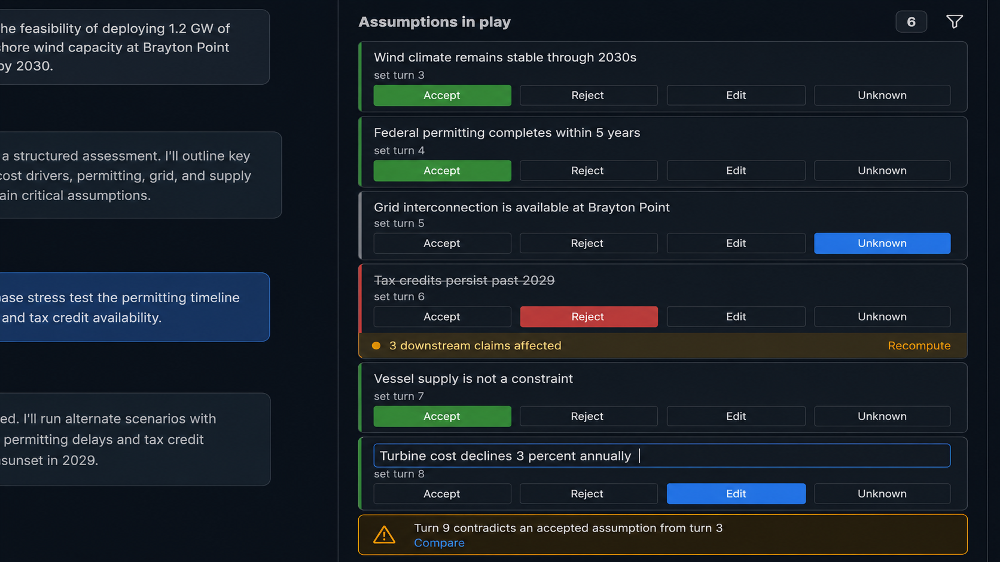 he feasibility of deploying 1.2 GW of
shore wind capacity at Brayton Point
by 2030.
a structured assessment. I'll outline key
cost drivers, permitting, grid, and supply
ain critical assumptions.
ase stress test the permitting timeline
and tax credit availability.
ed. I'll run alternate scenarios with
permitting delays and tax credit
sunset in 2029.
Assumptions in play
6
Wind climate remains stable through 2030s
set turn 3
Accept Reject Edit Unknown
Federal permitting completes within 5 years
set turn 4
Accept Reject Edit Unknown
Grid interconnection is available at Brayton Point
set turn 5
Accept Reject Edit Unknown
Tax credits persist past 2029
set turn 6
Accept Reject Edit Unknown
3 downstream claims affected Recompute
Vessel supply is not a constraint
set turn 7
Accept Reject Edit Unknown
Turbine cost declines 3 percent annually
set turn 8
Accept Reject Edit Unknown
Turn 9 contradicts an accepted assumption from turn 3
Compare